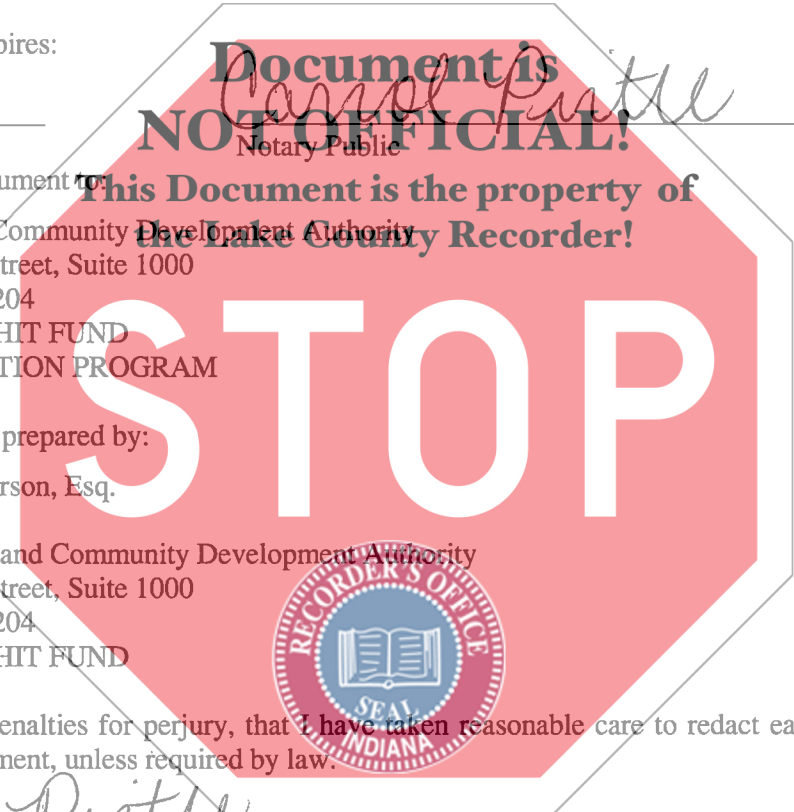 pires:
Document is
Carrol Pirtle
NOT OFFICIAL!
Notary Public
ument to:
This Document is the property of
Community Development Authority
the Lake County Recorder!
treet, Suite 1000
204
HIT FUND
TION PROGRAM
STOP
prepared by:
rson, Esq.
and Community Development Authority
treet, Suite 1000
204
HIT FUND
RECORDER'S OFFICE
SEAL
INDIANA
enalties for perjury, that I have taken reasonable care to redact ea
ment, unless required by law.
Pirtle